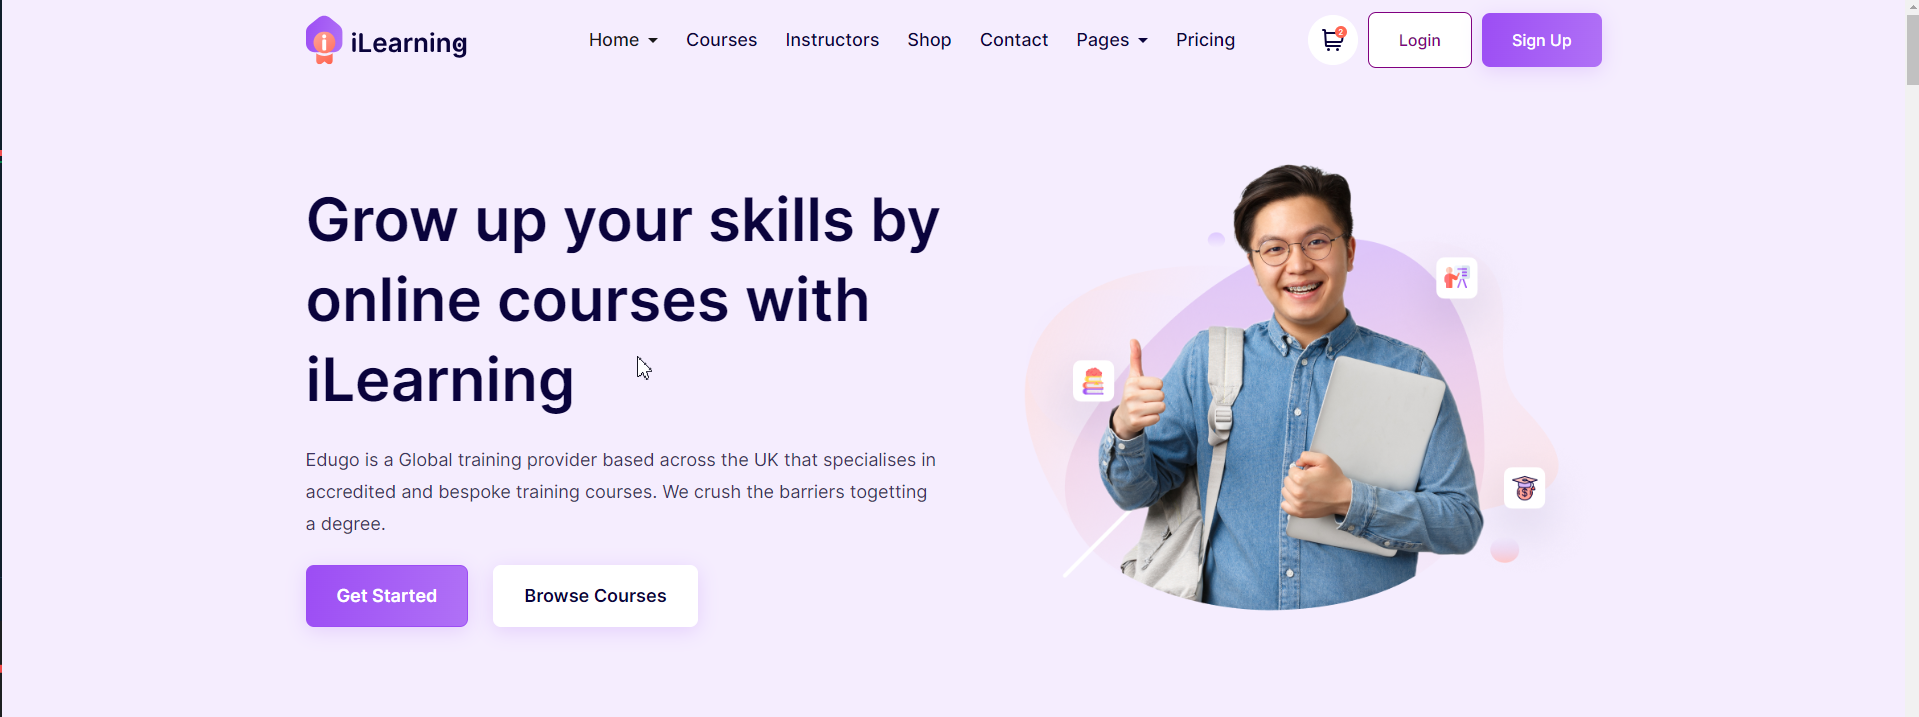 iLearning
Home Courses Instructors Shop Contact Pages Pricing
2
Login
Sign Up
Grow up your skills by
online courses with
iLearning
Edugo is a Global training provider based across the UK that specialises in
accredited and bespoke training courses. We crush the barriers togetting
a degree.
Get Started
Browse Courses